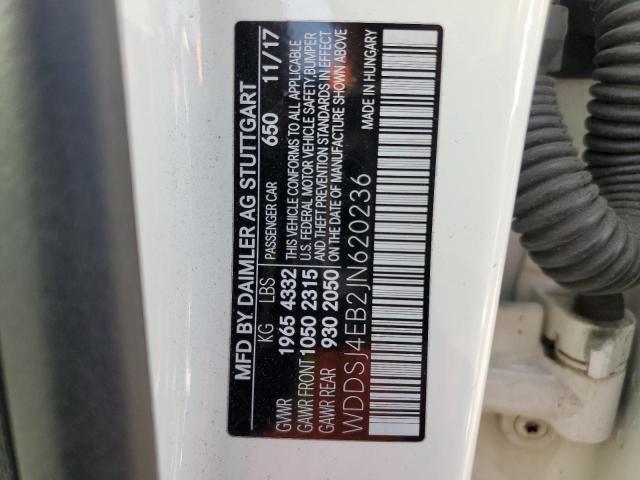 MFD BY DAIMLER AG STUTTGART
KG LBS PASSENGER CAR 650 11/17
GVWR 1965 4332
GAWR FRONT 1050 2315
GAWR REAR 930 2050
THIS VEHICLE CONFORMS TO ALL APPLICABLE
U.S. FEDERAL MOTOR VEHICLE SAFETY, BUMPER
AND THEFT PREVENTION STANDARDS IN EFFECT
ON THE DATE OF MANUFACTURE SHOWN ABOVE
MADE IN HUNGARY
WDDSJ4EB2JN620236